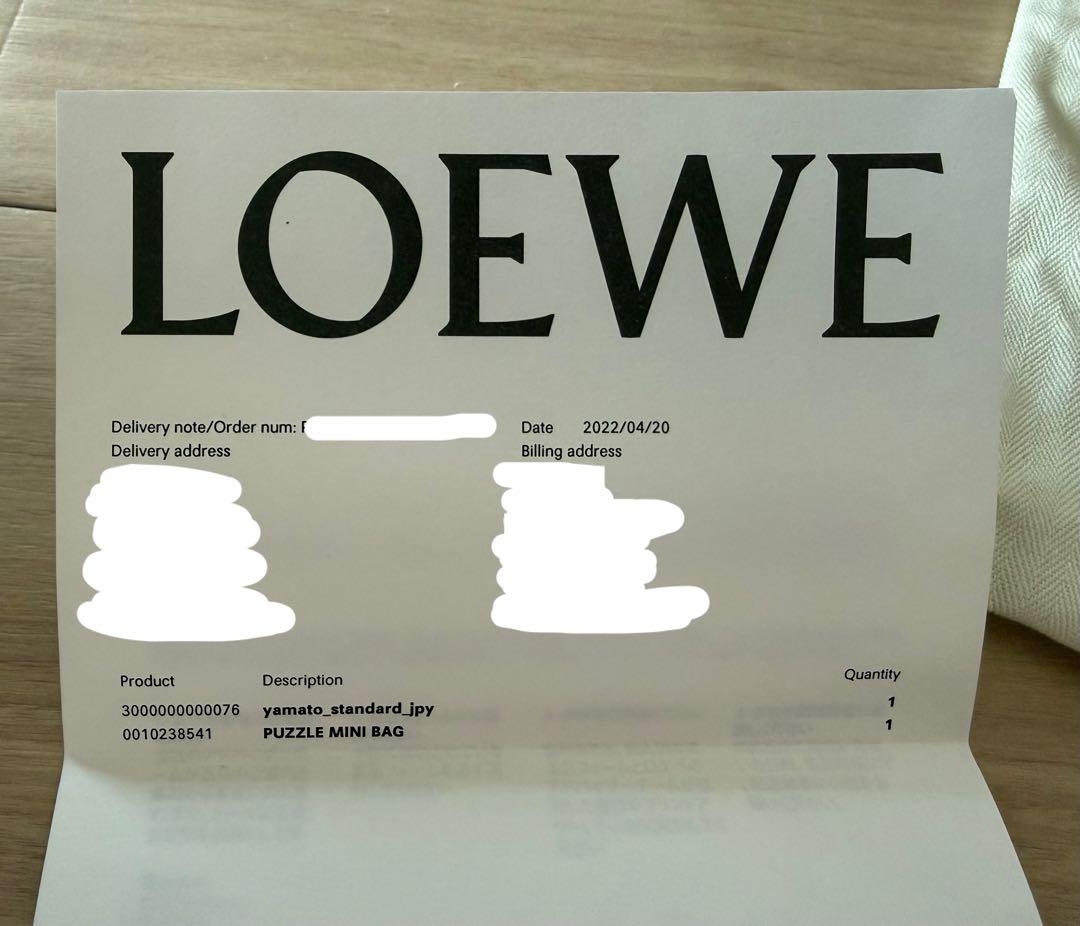 LOEWE
Delivery note/Order num:
Date 2022/04/20
Delivery address
Billing address
Product Description Quantity
3000000000076 yamato_standard_jpy 1
0010238541 PUZZLE MINI BAG 1